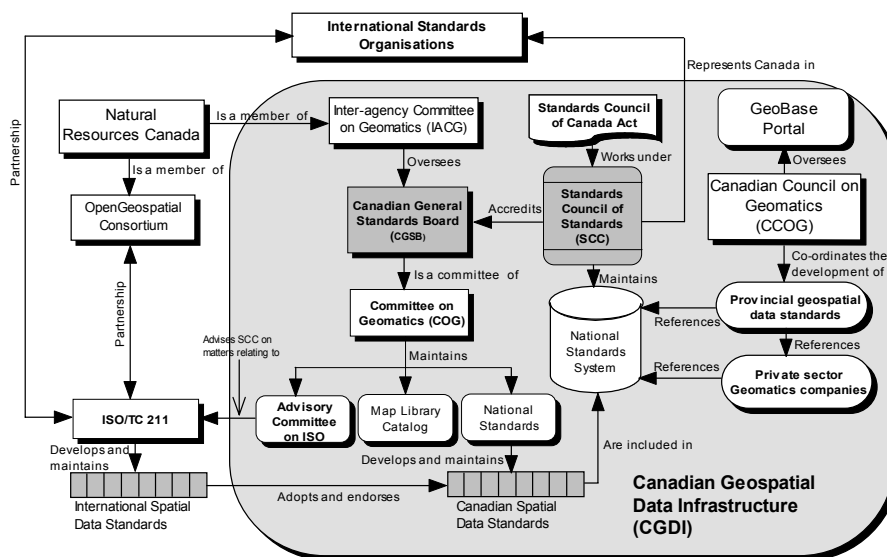 International Standards
Organisations
Represents Canada in
Partnership
Natural
Resources Canada
Is a member of
Inter-agency Committee
on Geomatics (IACG)
Standards Council
of Canada Act
GeoBase
Portal
Is a member of
Oversees
Works under
Oversees
OpenGeospatial
Consortium
Canadian General
Standards Board
(CGSB)
Accredits
Standards
Council of
Standards
(SCC)
Canadian Council on
Geomatics
(CCOG)
Is a committee of
Maintains
Co-ordinates the
development of
Partnership
Committee on
Geomatics (COG)
National
Standards
System
References
Provincial geospatial
data standards
Advises SCC on
matters relating to
Maintains
References
References
Private sector
Geomatics companies
ISO/TC 211
Advisory
Committee
on ISO
Map Library
Catalog
National
Standards
Develops and
maintains
Develops and maintains
Are included in
Adopts and endorses
International Spatial
Data Standards
Canadian Spatial
Data Standards
Canadian Geospatial
Data Infrastructure
(CGDI)